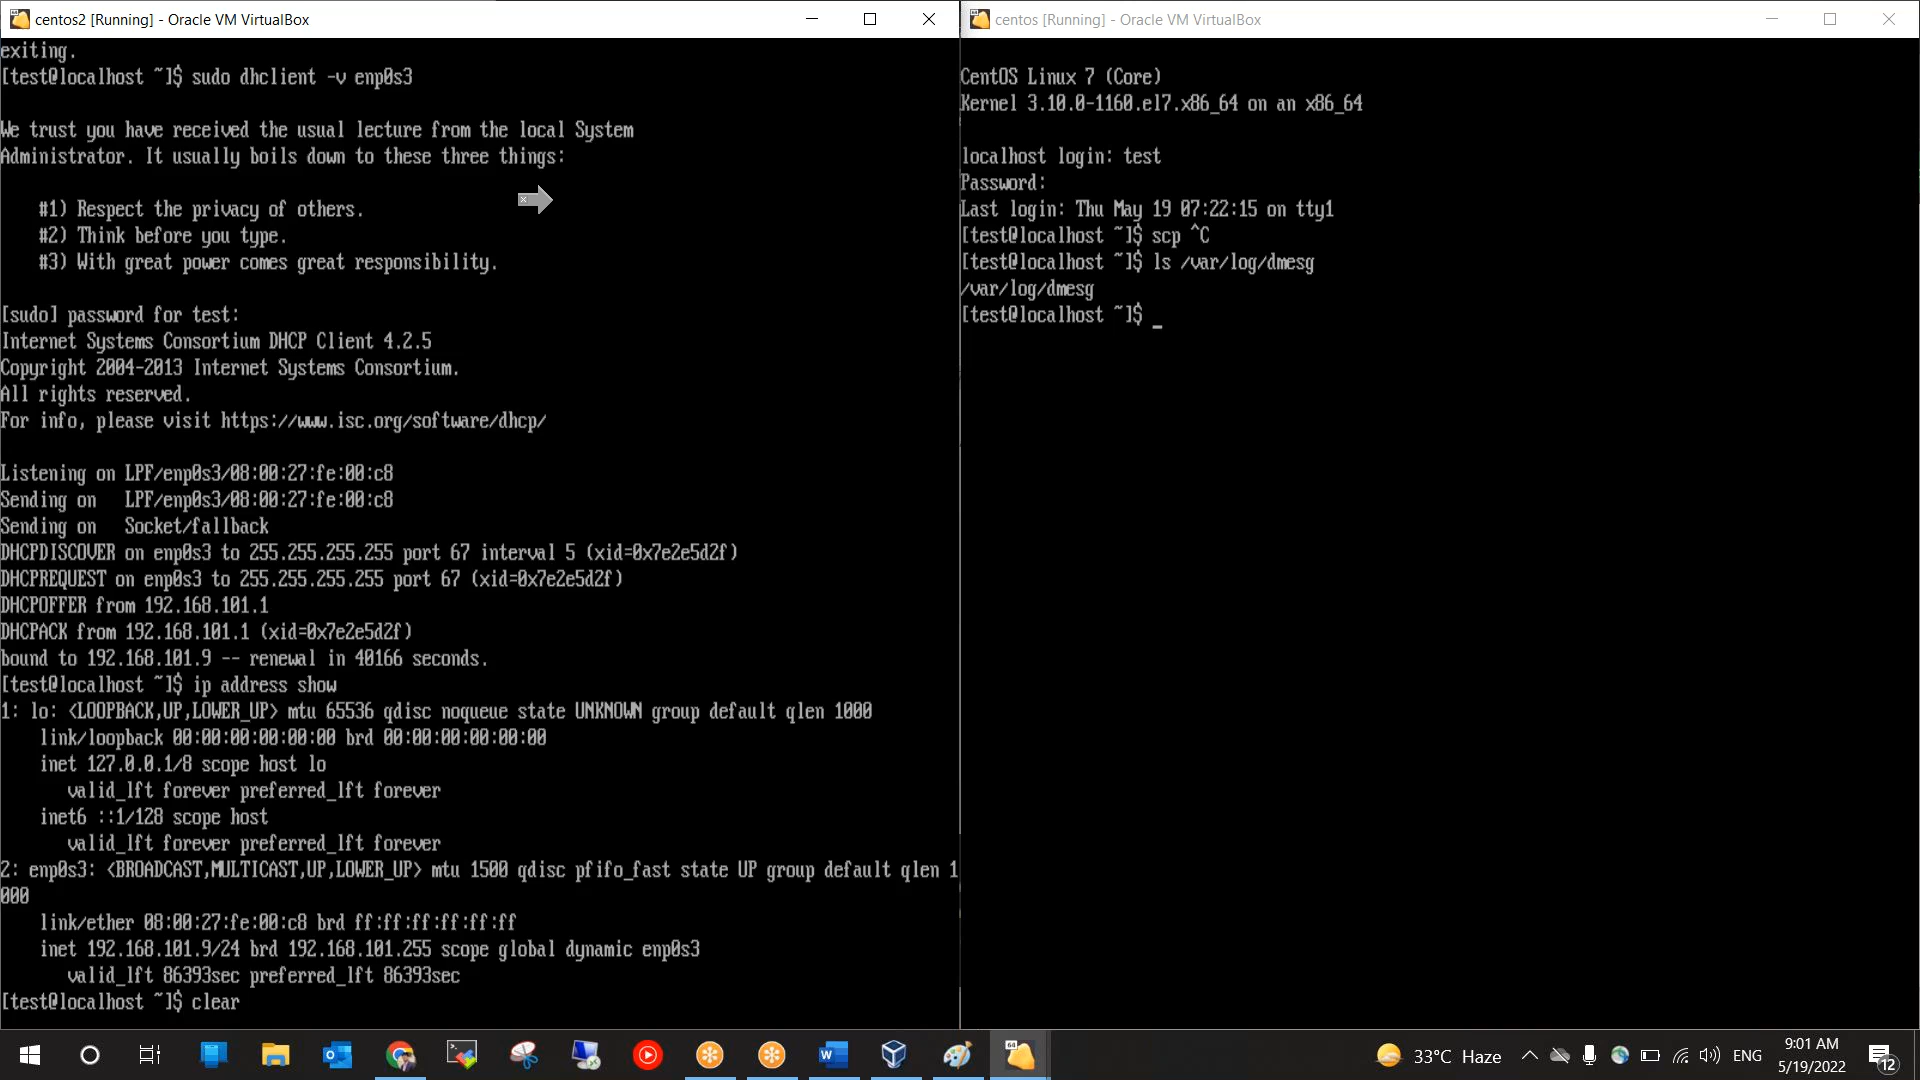 centos2 [Running] - Oracle VM VirtualBox
exiting.
[test@localhost ~]$ sudo dhclient -v enp0s3
We trust you have received the usual lecture from the local System
Administrator. It usually boils down to these three things:
#1) Respect the privacy of others.
#2) Think before you type.
#3) With great power comes great responsibility.
[sudo] password for test:
Internet Systems Consortium DHCP Client 4.2.5
Copyright 2004-2013 Internet Systems Consortium.
All rights reserved.
For info, please visit https://www.isc.org/software/dhcp/
Listening on LPF/enp0s3/08:00:27:fe:00:c8
Sending on   LPF/enp0s3/08:00:27:fe:00:c8
Sending on   Socket/fallback
DHCPDISCOVER on enp0s3 to 255.255.255.255 port 67 interval 5 (xid=0x7e2e5d2f)
DHCPREQUEST on enp0s3 to 255.255.255.255 port 67 (xid=0x7e2e5d2f)
DHCPOFFER from 192.168.101.1
DHCPACK from 192.168.101.1 (xid=0x7e2e5d2f)
bound to 192.168.101.9 -- renewal in 40166 seconds.
[test@localhost ~]$ ip address show
1: lo: <LOOPBACK,UP,LOWER_UP> mtu 65536 qdisc noqueue state UNKNOWN group default qlen 1000
link/loopback 00:00:00:00:00:00 brd 00:00:00:00:00:00
inet 127.0.0.1/8 scope host lo
valid_lft forever preferred_lft forever
inet6 ::1/128 scope host
valid_lft forever preferred_lft forever
2: enp0s3: <BROADCAST,MULTICAST,UP,LOWER_UP> mtu 1500 qdisc pfifo_fast state UP group default qlen 1
000
link/ether 08:00:27:fe:00:c8 brd ff:ff:ff:ff:ff:ff
inet 192.168.101.9/24 brd 192.168.101.255 scope global dynamic enp0s3
valid_lft 86393sec preferred_lft 86393sec
[test@localhost ~]$ clear
centos [Running] - Oracle VM VirtualBox
CentOS Linux 7 (Core)
Kernel 3.10.0-1160.el7.x86_64 on an x86_64
localhost login: test
Password:
Last login: Thu May 19 07:22:15 on tty1
[test@localhost ~]$ scp ^C
[test@localhost ~]$ ls /var/log/dmesg
/var/log/dmesg
[test@localhost ~]$ _
33°C Haze
ENG
9:01 AM
5/19/2022
12